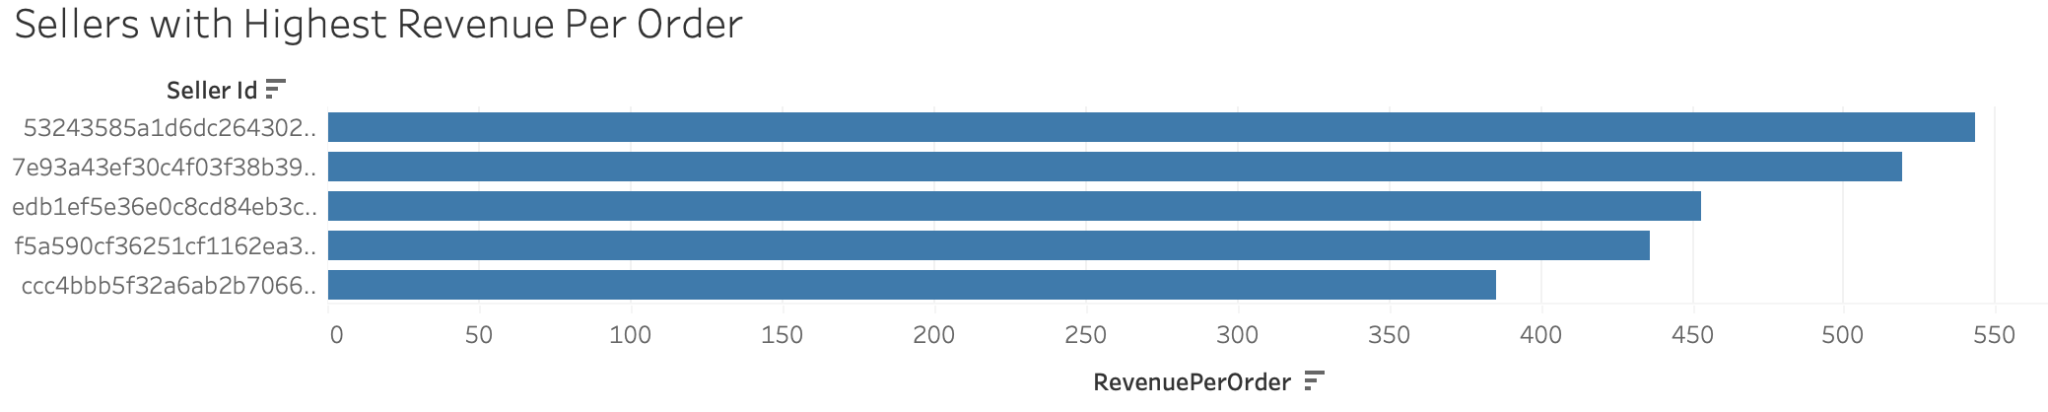 Sellers with Highest Revenue Per Order
Seller Id
53243585a1d6dc264302..
7e93a43ef30c4f03f38b39..
edb1ef5e36e0c8cd84eb3c..
f5a590cf36251cf1162ea3..
ccc4bbb5f32a6ab2b7066..
0 50 100 150 200 250 300 350 400 450 500 550
RevenuePerOrder